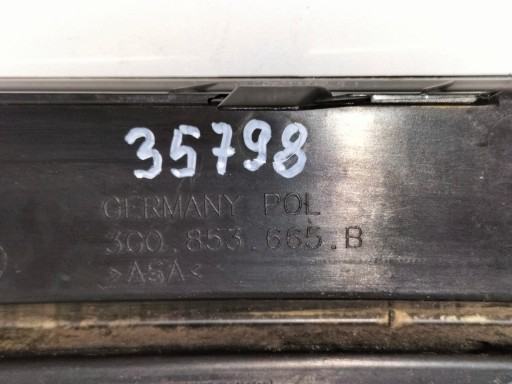 35798
GERMANY POL
3C0.853.665.B
>ASA<